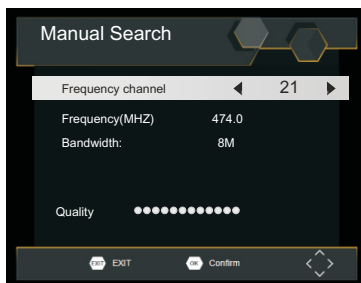 Manual Search
Frequency channel 21
Frequency(MHZ) 474.0
Bandwidth: 8M
Quality
EXIT EXIT OK Confirm